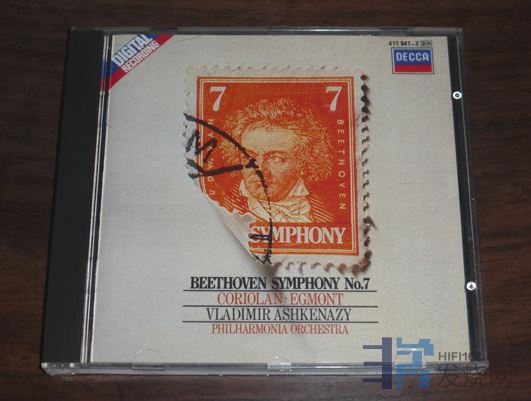 DIGITAL
RECORDING
411 941-2
DECCA
7 7
BEETHOVEN
SYMPHONY
BEETHOVEN SYMPHONY No.7
CORIOLAN · EGMONT
VLADIMIR ASHKENAZY
PHILHARMONIA ORCHESTRA
发烧网